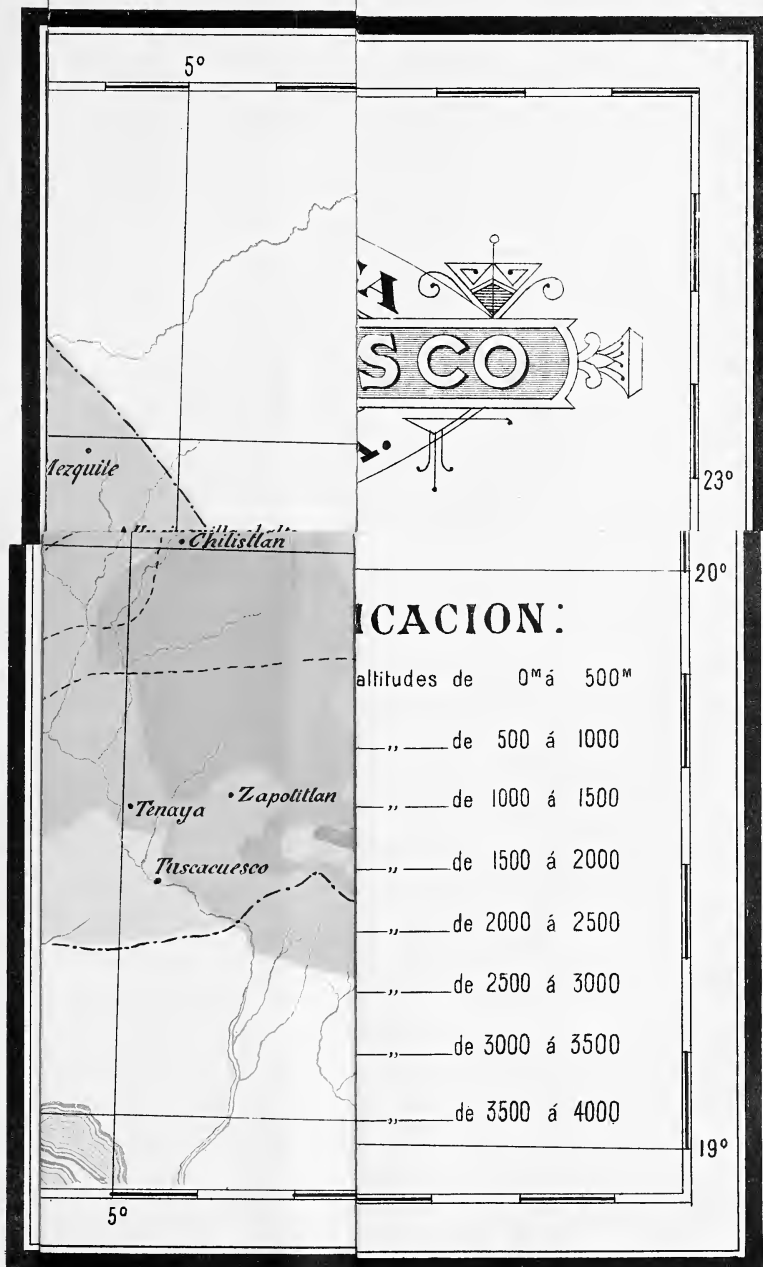 5°
SCO
Mezquite
23°
Chilistlan
20°
ICACION:
altitudes de 0ᴹ á 500ᴹ
„ de 500 á 1000
„ de 1000 á 1500
Zapotitlan
Tenaya
„ de 1500 á 2000
Tuscacuesco
„ de 2000 á 2500
„ de 2500 á 3000
„ de 3000 á 3500
„ de 3500 á 4000
19°
5°